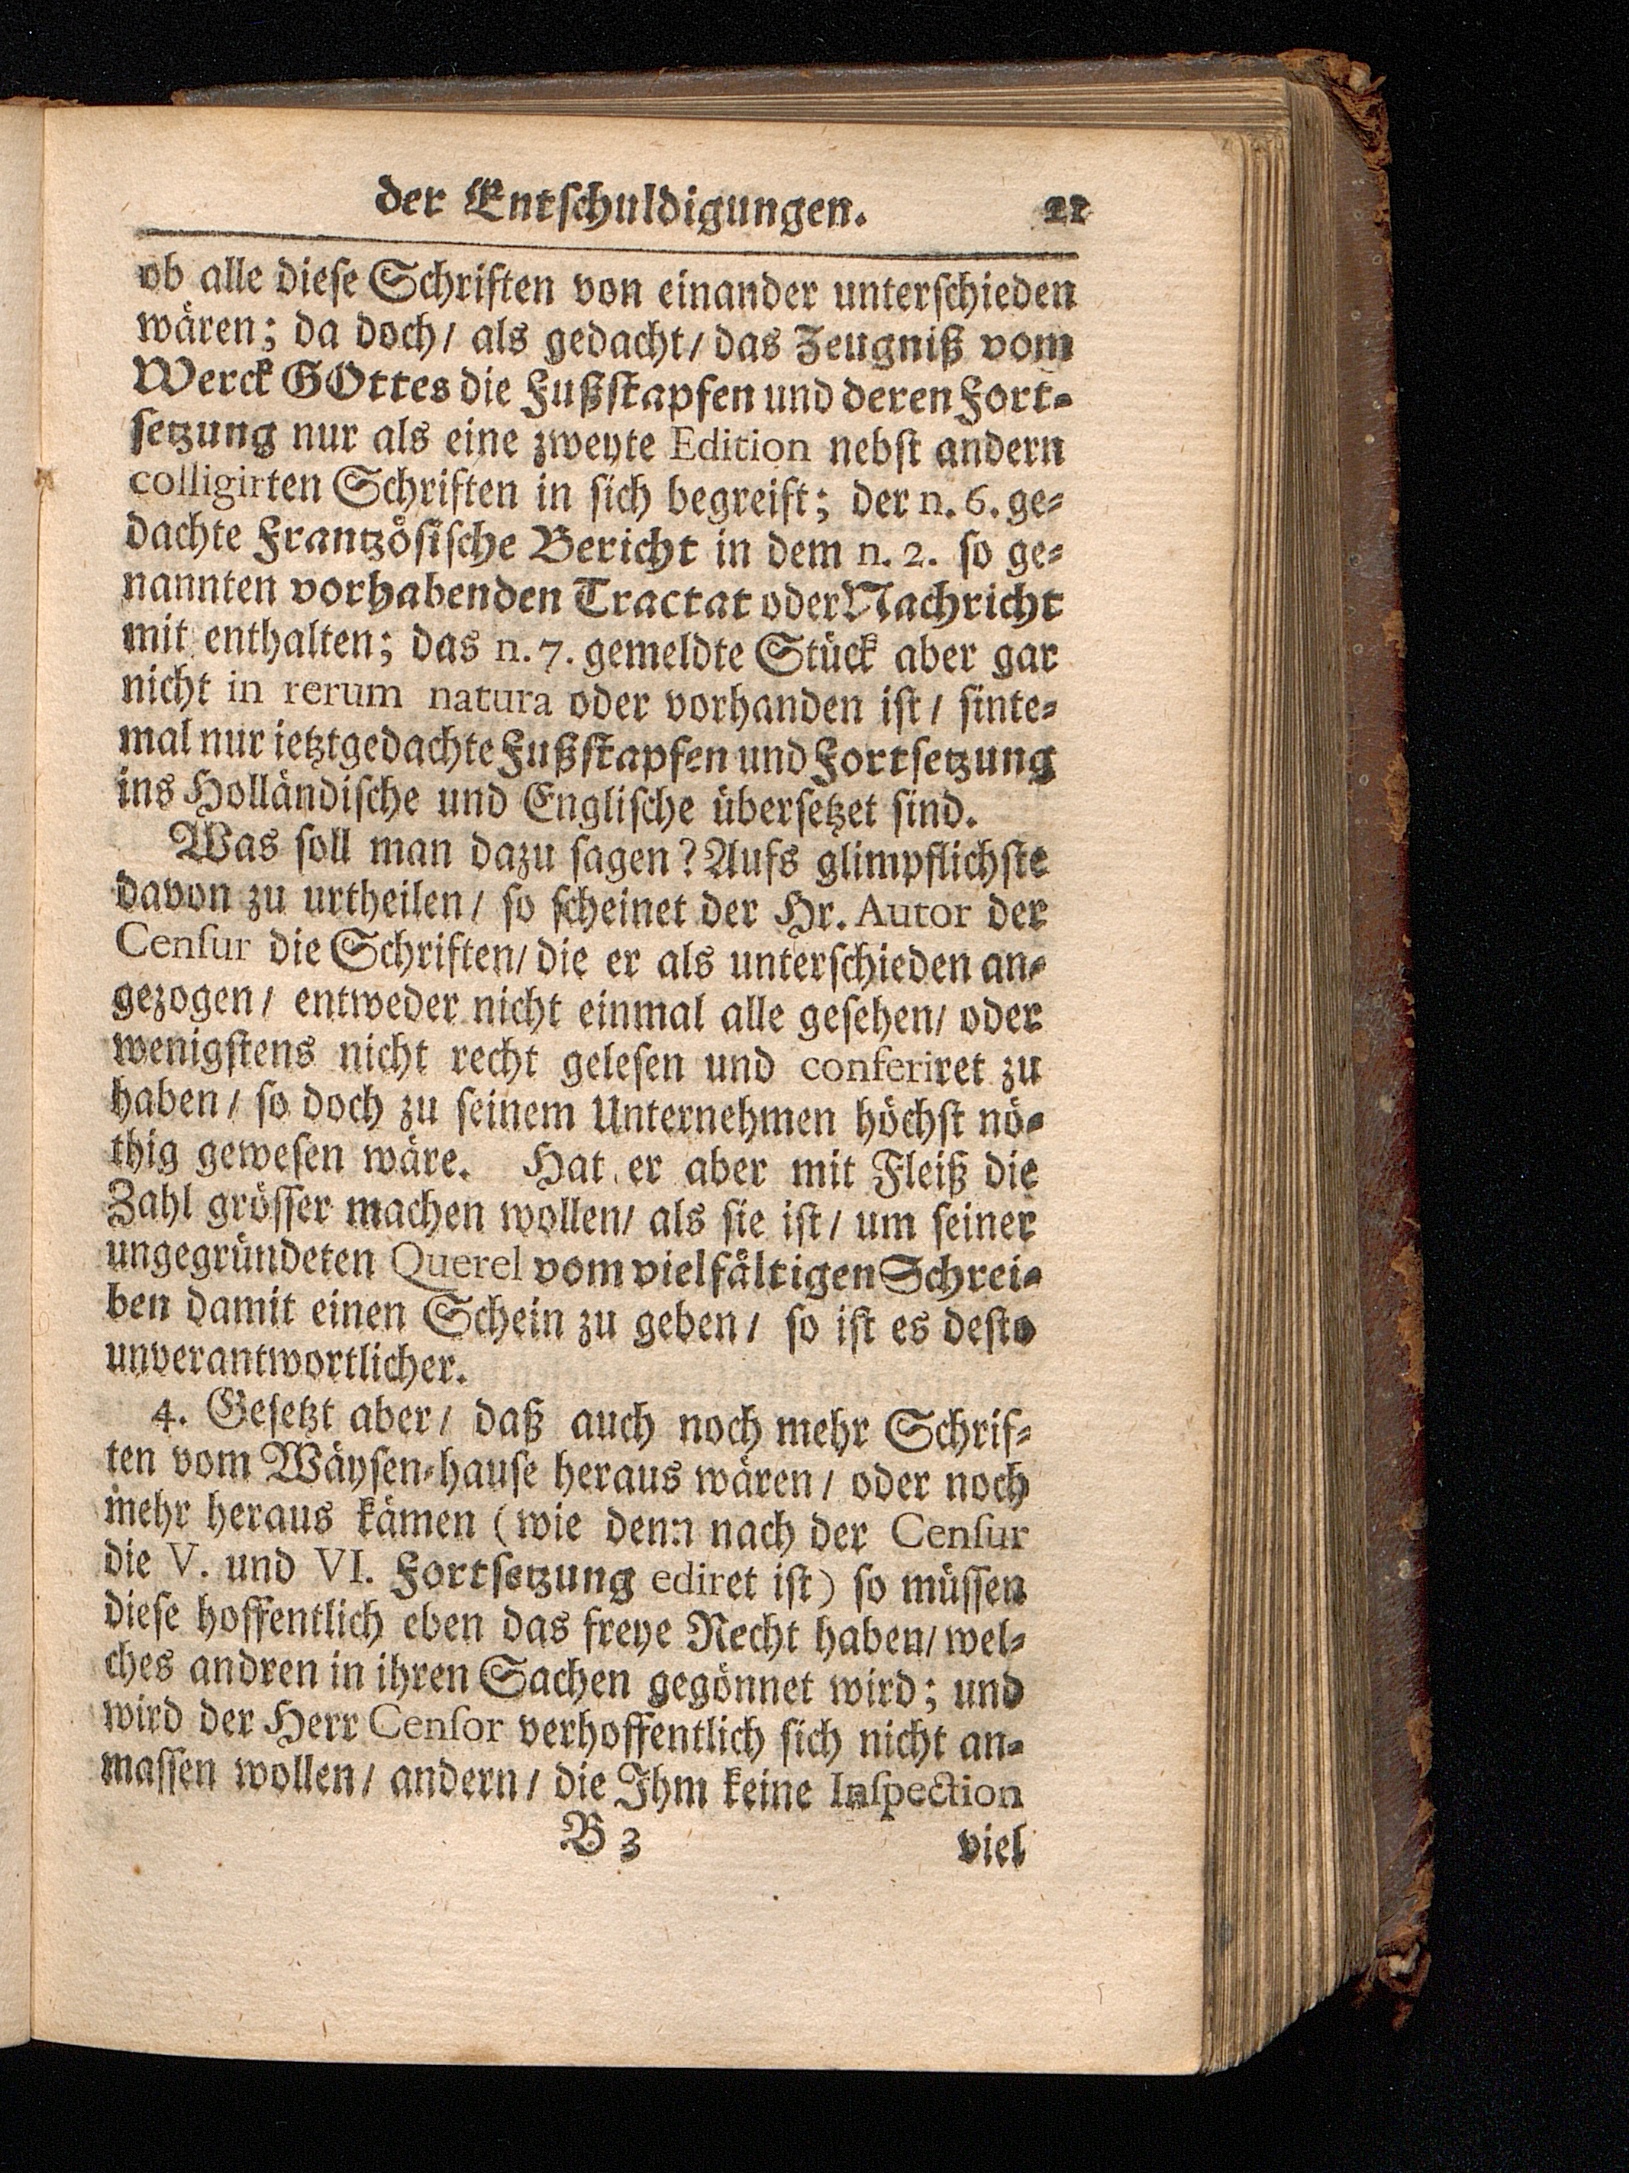 der Entschuldigungen. 21
ob alle diese Schriften von einander unterschieden
wären; da doch/ als gedacht/ das Zeugniß vom
Werck GOttes die Fußstapfen und deren Fort-
setzung nur als eine zweyte Edition nebst andern
colligirten Schriften in sich begreift; der n. 6. ge-
dachte Frantzösische Bericht in dem n. 2. so ge-
nannten vorhabenden Tractat oder Nachricht
mit enthalten; das n. 7. gemeldte Stück aber gar
nicht in rerum natura oder vorhanden ist/ sinte-
mal nur ietztgedachte Fußstapfen und Fortsetzung
ins Holländische und Englische übersetzet sind.
Was soll man dazu sagen? Aufs glimpflichste
davon zu urtheilen/ so scheinet der Hr. Autor der
Censur die Schriften/ die er als unterschieden an-
gezogen/ entweder nicht einmal alle gesehen/ oder
wenigstens nicht recht gelesen und conferiret zu
haben/ so doch zu seinem Unternehmen höchst nö-
thig gewesen wäre. Hat er aber mit Fleiß die
Zahl grösser machen wollen/ als sie ist/ um seiner
ungegründeten Querel vom vielfältigen Schrei-
ben damit einen Schein zu geben/ so ist es desto
unverantwortlicher.
4. Gesetzt aber/ daß auch noch mehr Schrif-
ten vom Wäysen-hause heraus wären/ oder noch
mehr heraus kämen (wie denn nach der Censur
die V. und VI. Fortsetzung ediret ist) so müssen
diese hoffentlich eben das freye Recht haben/ wel-
ches andren in ihren Sachen gegönnet wird; und
wird der Herr Censor verhoffentlich sich nicht an-
massen wollen/ andern/ die Ihm keine Inspection
B 3 viel